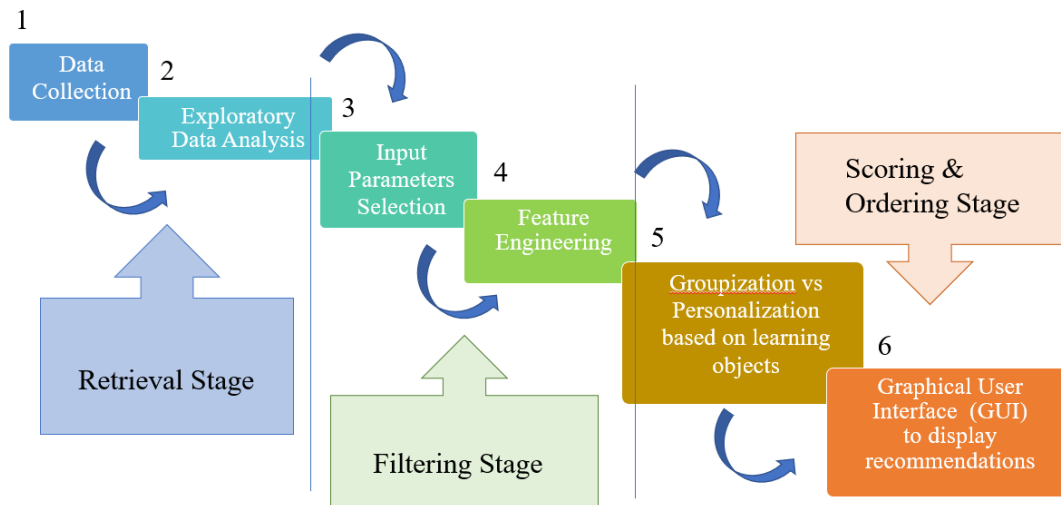 1
Data
Collection
2
Exploratory
Data Analysis
3
Input
Parameters
Selection
4
Feature
Engineering
5
Groupization vs
Personalization
based on learning
objects
6
Graphical User
Interface (GUI)
to display
recommendations
Retrieval Stage
Filtering Stage
Scoring &
Ordering Stage